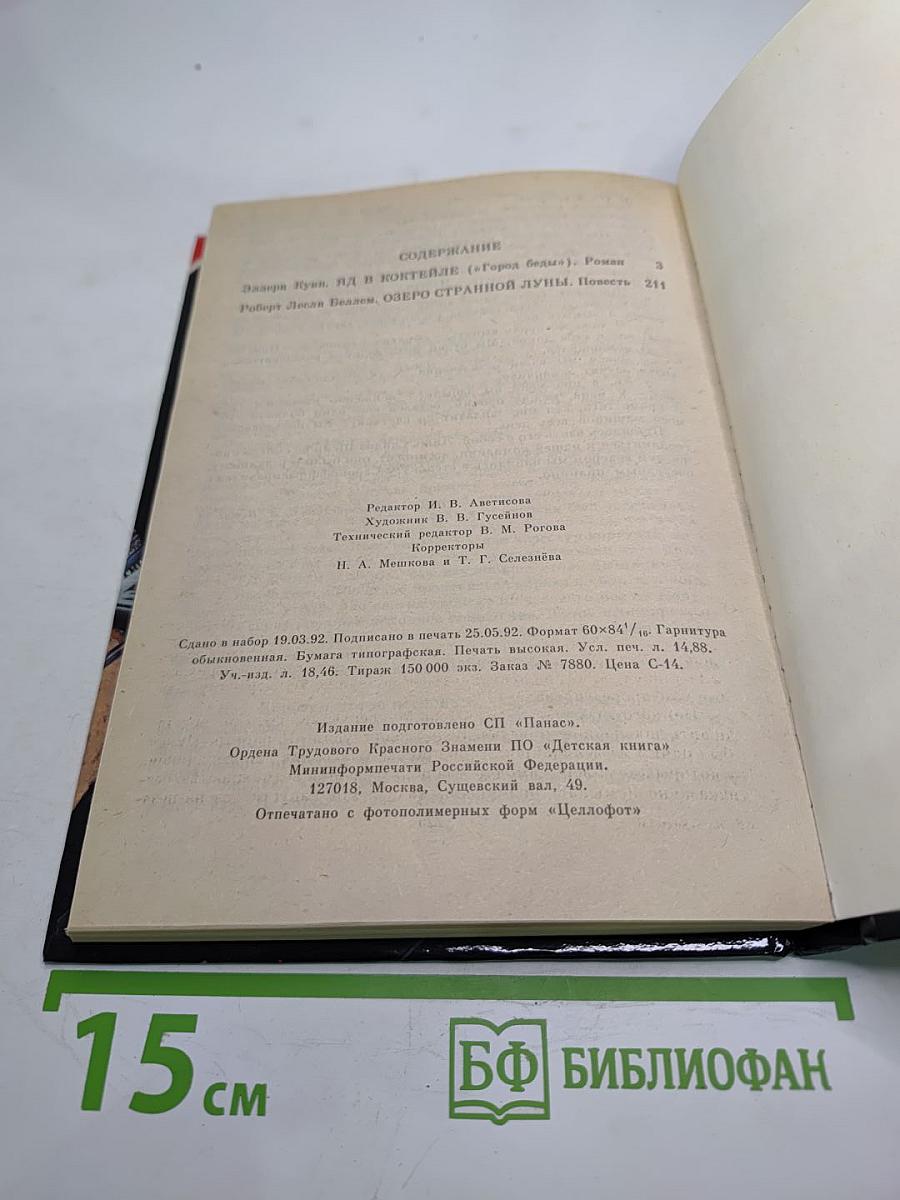 СОДЕРЖАНИЕ
Эллери Куин. ЯД В КОКТЕЙЛЕ («Город беды»). Роман 3
Роберт Лесли Беллем. ОЗЕРО СТРАННОЙ ЛУНЫ. Повесть 211
Редактор И. В. Аветисова
Художник В. В. Гусейнов
Технический редактор В. М. Рогова
Корректоры
Н. А. Мешкова и Т. Г. Селезнёва
Сдано в набор 19.03.92. Подписано в печать 25.05.92. Формат 60×84¹/₁₆. Гарнитура
обыкновенная. Бумага типографская. Печать высокая. Усл. печ. л. 14,88.
Уч.-изд. л. 18,46. Тираж 150 000 экз. Заказ № 7880. Цена С-14.
Издание подготовлено СП «Панас».
Ордена Трудового Красного Знамени ПО «Детская книга»
Мининформпечати Российской Федерации.
127018, Москва, Сущевский вал, 49.
Отпечатано с фотополимерных форм «Целлофот»
15 см
БФ БИБЛИОФАН